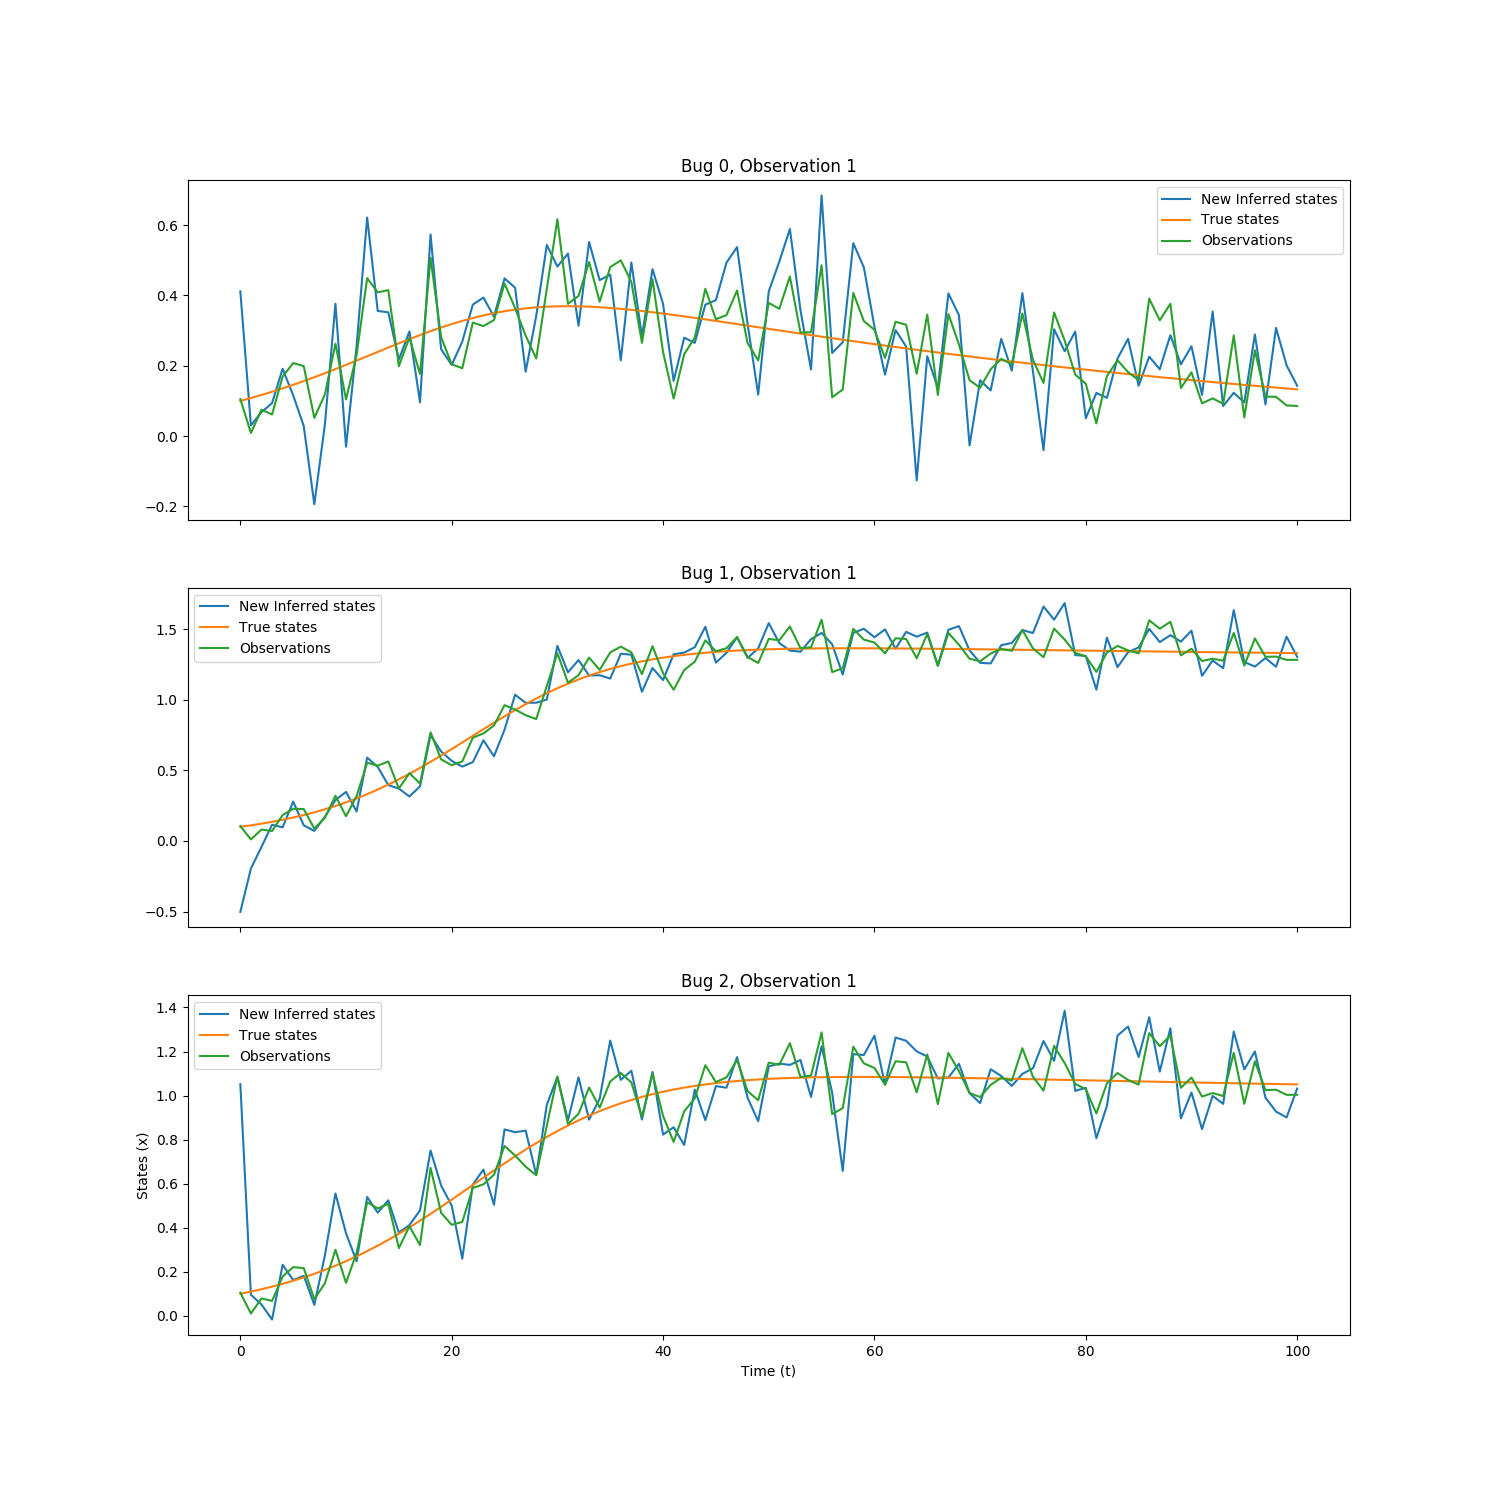 Bug 0, Observation 1
New Inferred states
True states
Observations
0.6
0.4
0.2
0.0
−0.2
Bug 1, Observation 1
New Inferred states
True states
Observations
1.5
1.0
0.5
0.0
−0.5
Bug 2, Observation 1
New Inferred states
True states
Observations
1.4
1.2
1.0
0.8
0.6
0.4
0.2
0.0
States (x)
0 20 40 60 80 100
Time (t)